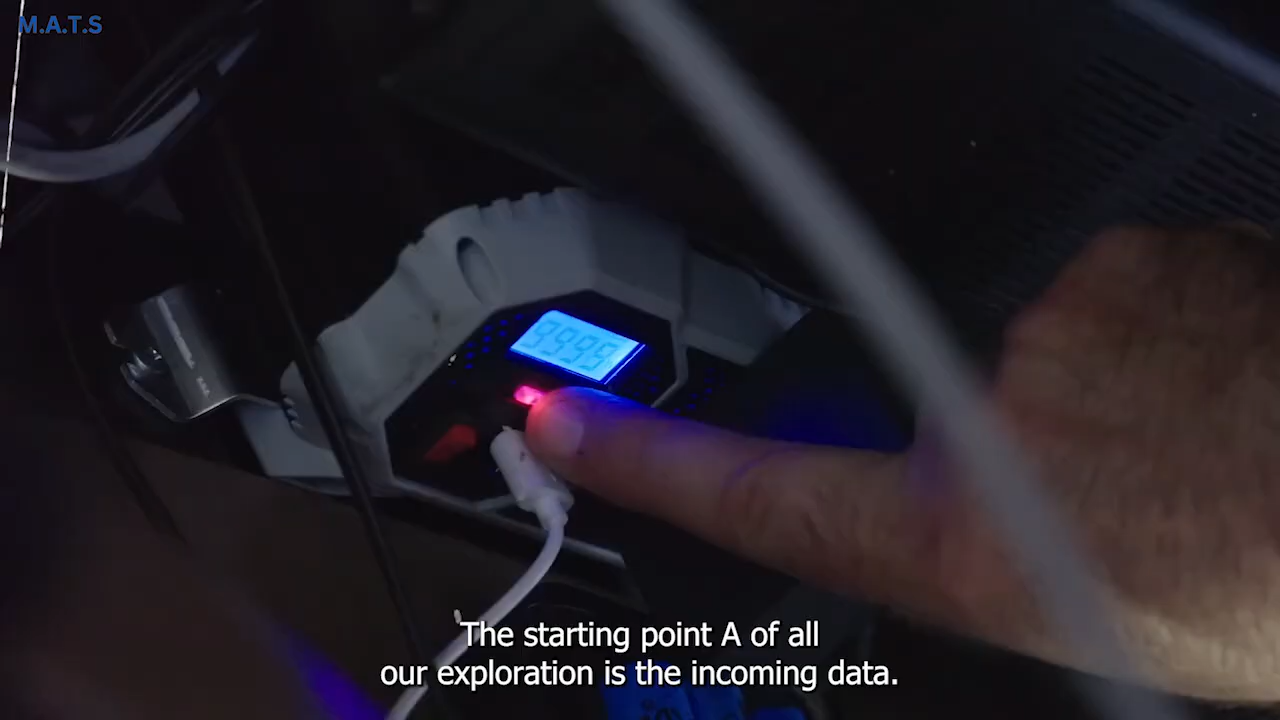 M.A.T.S
The starting point A of all
our exploration is the incoming data.